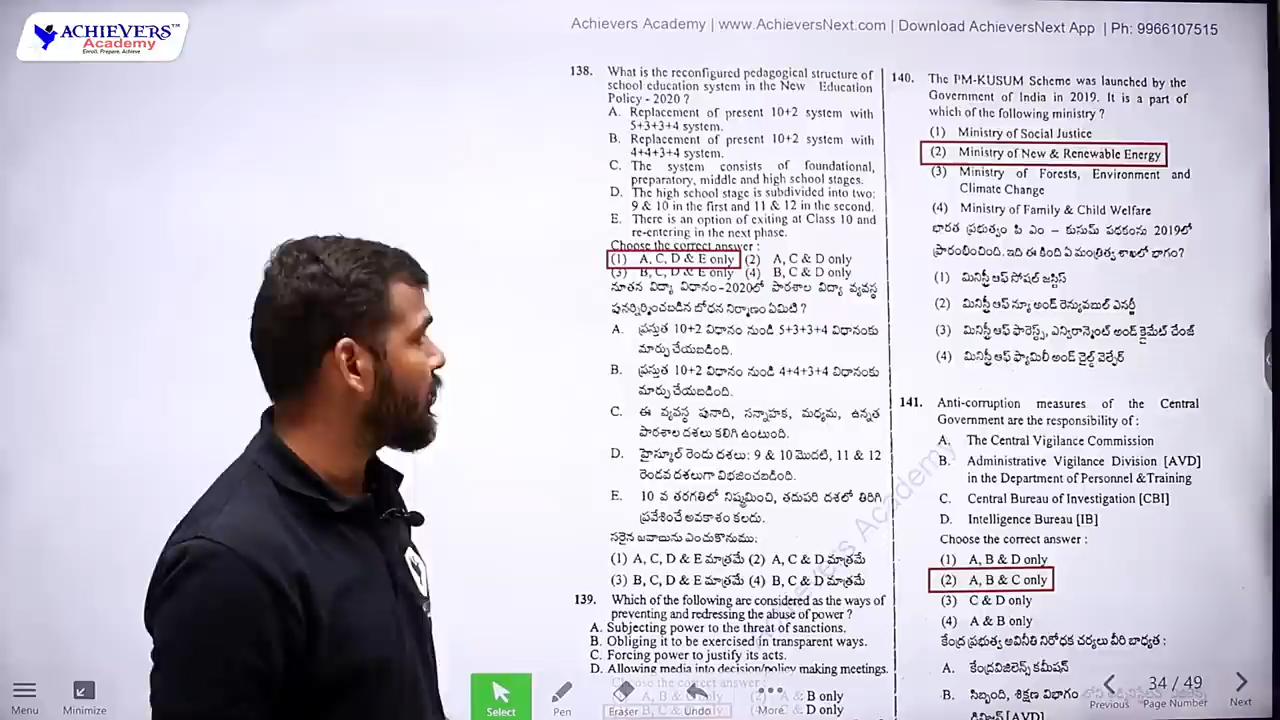 ACHIEVERS™
Academy
Enroll, Prepare, Achieve
Achievers Academy | www.AchieversNext.com | Download AchieversNext App | Ph: 9966107515
138. What is the reconfigured pedagogical structure of
school education system in the New Education
Policy - 2020 ?
A. Replacement of present 10+2 system with
5+3+3+4 system.
B. Replacement of present 10+2 system with
4+4+3+4 system.
C. The system consists of foundational,
preparatory, middle and high school stages.
D. The high school stage is subdivided into two:
9 & 10 in the first and 11 & 12 in the second.
E. There is an option of exiting at Class 10 and
re-entering in the next phase.
Choose the correct answer :
(1) A, C, D & E only (2) A, C & D only
(3) B, C, D & E only (4) B, C & D only
నూతన విద్యా విధానం-2020లో పాఠశాల విద్యా వ్యవస్థ
పునర్నిర్మించబడిన బోధన నిర్మాణం ఏమిటి ?
A. ప్రస్తుత 10+2 విధానం నుండి 5+3+3+4 విధానంకు
మార్పు చేయబడింది.
B. ప్రస్తుత 10+2 విధానం నుండి 4+4+3+4 విధానంకు
మార్పు చేయబడింది.
C. ఈ వ్యవస్థ పునాది, సన్నాహక, మధ్యమ, ఉన్నత
పాఠశాల దశలు కలిగి ఉంటుంది.
D. హైస్కూల్ రెండు దశలు: 9 & 10 మొదటి, 11 & 12
రెండవ దశలుగా విభజించబడింది.
E. 10 వ తరగతిలో నిష్క్రమించి, తదుపరి దశలో తిరిగి
ప్రవేశించే అవకాశం కలదు.
సరైన జవాబును ఎంచుకొనుము:
(1) A, C, D & E మాత్రమే (2) A, C & D మాత్రమే
(3) B, C, D & E మాత్రమే (4) B, C & D మాత్రమే
139. Which of the following are considered as the ways of
preventing and redressing the abuse of power ?
A. Subjecting power to the threat of sanctions.
B. Obliging it to be exercised in transparent ways.
C. Forcing power to justify its acts.
D. Allowing media into decision/policy making meetings.
Choose the correct answer :
A, B & : B only
B, C & D only
140. The PM-KUSUM Scheme was launched by the
Government of India in 2019. It is a part of
which of the following ministry ?
(1) Ministry of Social Justice
(2) Ministry of New & Renewable Energy
(3) Ministry of Forests, Environment and
Climate Change
(4) Ministry of Family & Child Welfare
భారత ప్రభుత్వం పి ఎం – కుసుమ్ పథకంను 2019లో
ప్రారంభించింది. ఇది ఈ కింది ఏ మంత్రిత్వ శాఖలో భాగం?
(1) మినిస్ట్రీ ఆఫ్ సోషల్ జస్టిస్
(2) మినిస్ట్రీ ఆఫ్ న్యూ అండ్ రెన్యువబుల్ ఎనర్జీ
(3) మినిస్ట్రీ ఆఫ్ ఫారెస్ట్స్, ఎన్విరాన్మెంట్ అండ్ క్లైమేట్ చేంజ్
(4) మినిస్ట్రీ ఆఫ్ ఫ్యామిలీ అండ్ చైల్డ్ వెల్ఫేర్
141. Anti-corruption measures of the Central
Government are the responsibility of :
A. The Central Vigilance Commission
B. Administrative Vigilance Division [AVD]
in the Department of Personnel & Training
C. Central Bureau of Investigation [CBI]
D. Intelligence Bureau [IB]
Choose the correct answer :
(1) A, B & D only
(2) A, B & C only
(3) C & D only
(4) A & B only
కేంద్ర ప్రభుత్వ అవినీతి నిరోధక చర్యలు వీరి బాధ్యత :
A. కేంద్రవిజిలెన్స్ కమీషన్
B. సిబ్బంది, శిక్షణ విభాగం
[AVD]
Achievers Academy
Menu
Minimize
Select
Pen
Eraser
Undo
More
Previous
34 / 49
Page Number
Next